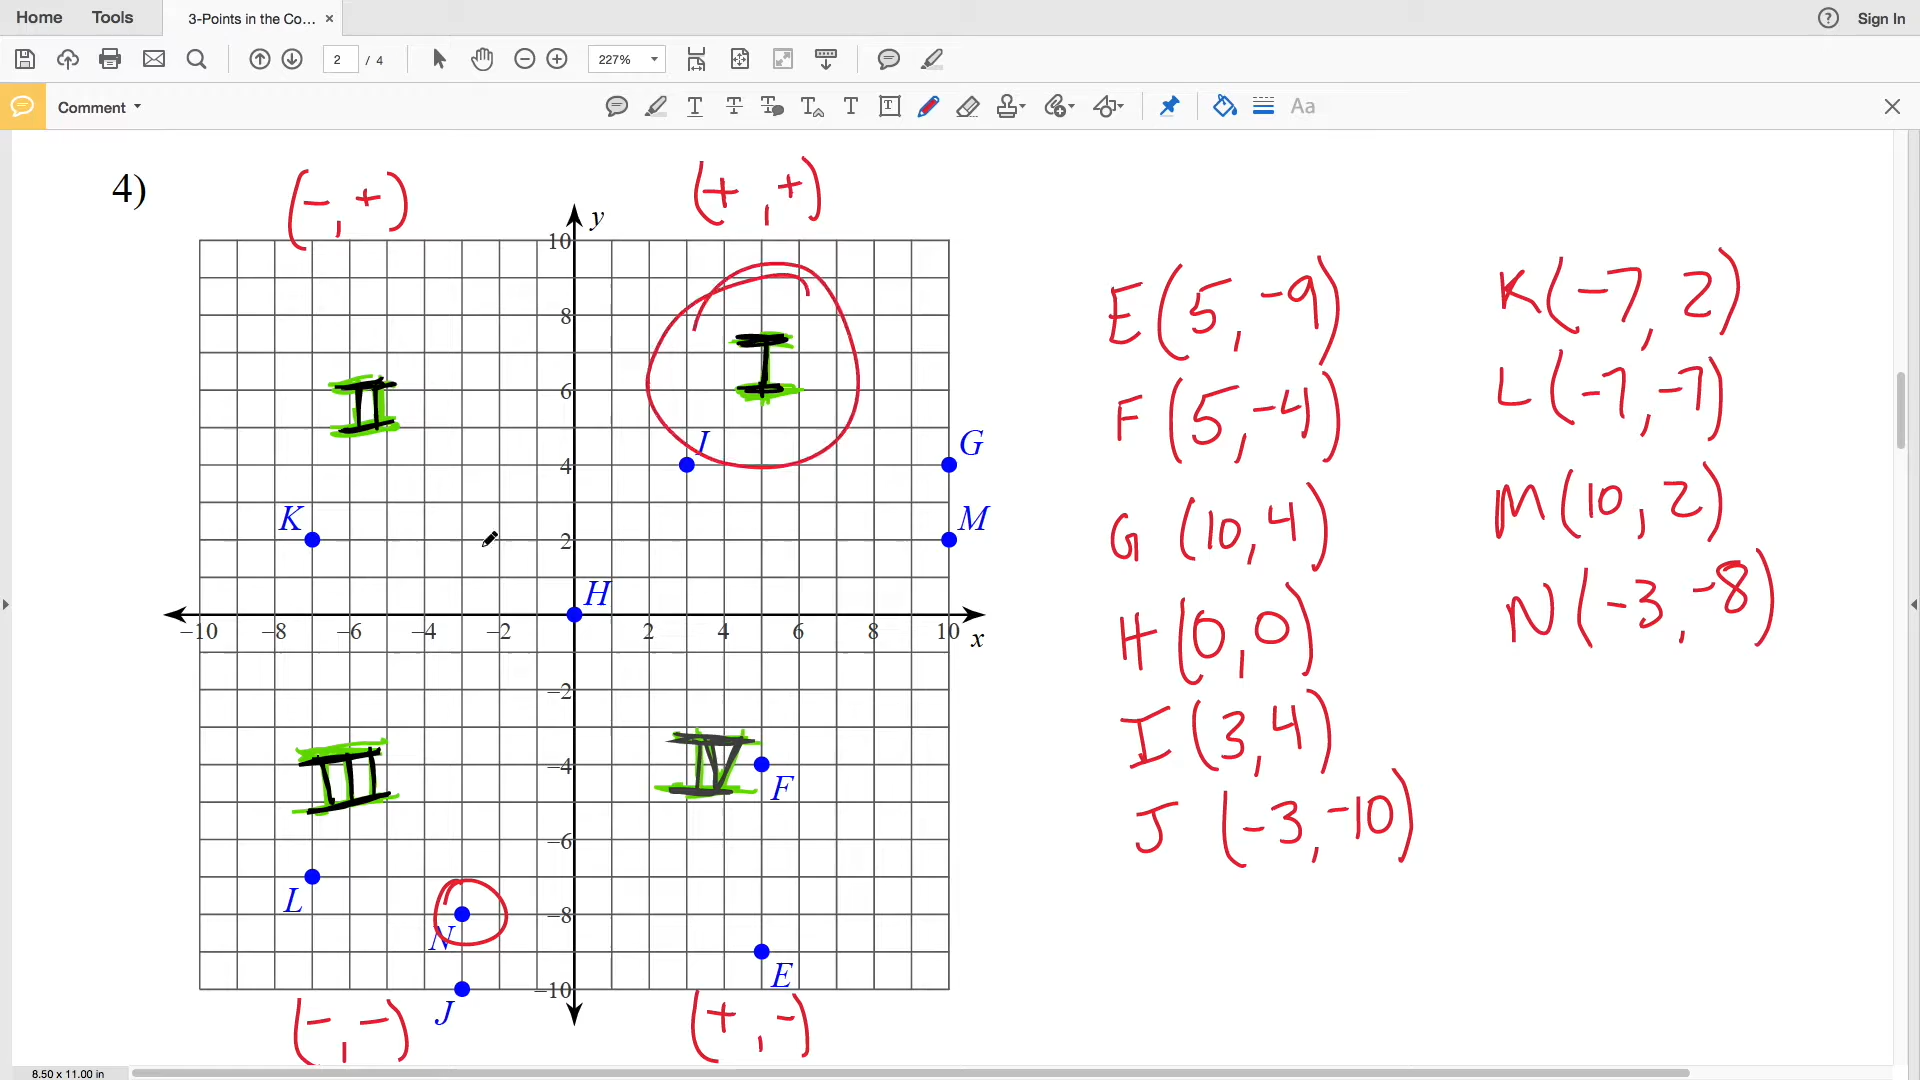 Home Tools 3-Points in the Co... × Sign In
2 / 4 227%
Comment Aa
4)
(-, +) (+, +)
y
10
8
I
6
II
I G
4
K M
2
H
-10 -8 -6 -4 -2 2 4 6 8 10
x
-2
III IV
-4
F
-6
L
-8
N
E
-10
J
(-, -) (+, -)
E (5, -9)
F (5, -4)
G (10, 4)
H (0, 0)
I (3, 4)
J (-3, -10)
K (-7, 2)
L (-7, -7)
M (10, 2)
N (-3, -8)
8.50 x 11.00 in